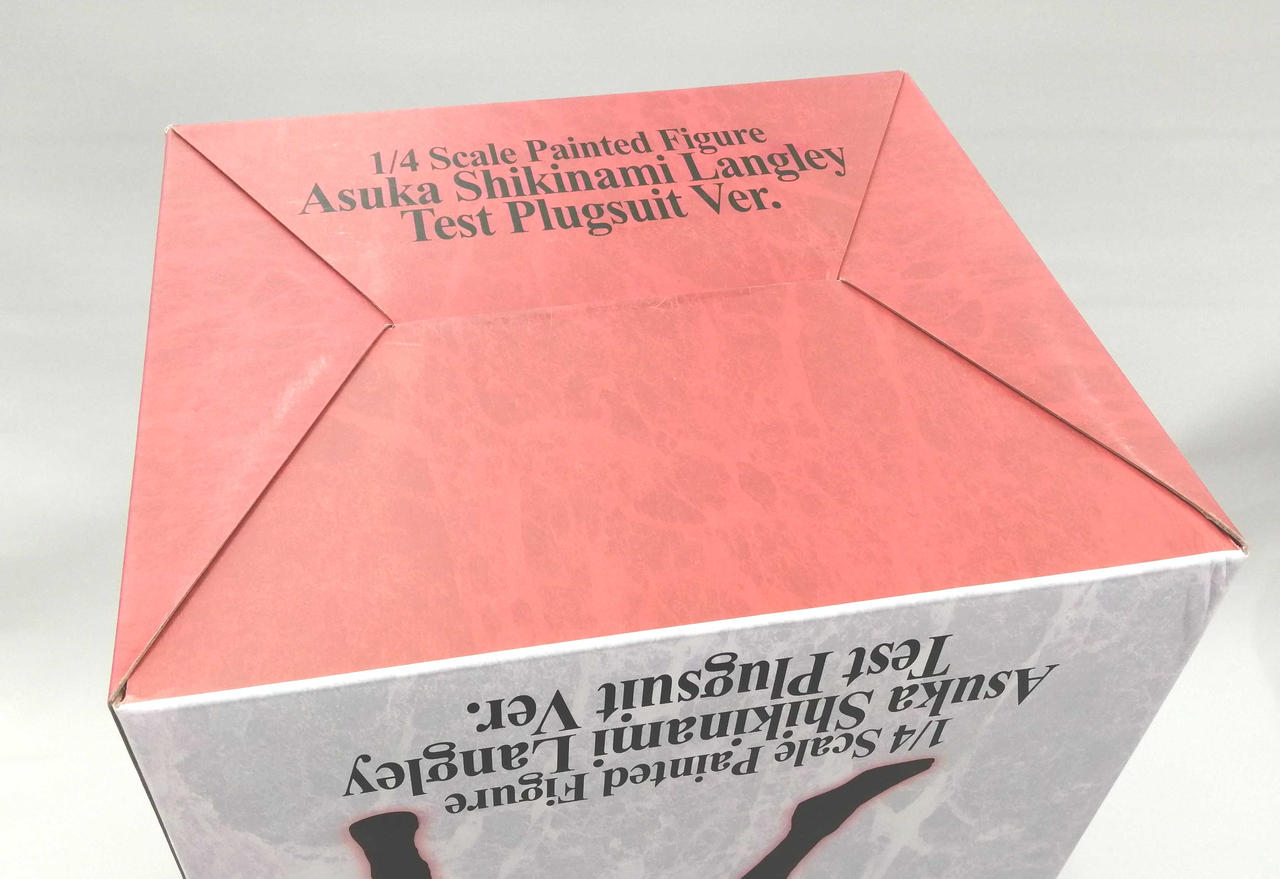 1/4 Scale Painted Figure
Asuka Shikinami Langley
Test Plugsuit Ver.
1/4 Scale Painted Figure
Asuka Shikinami Langley
Test Plugsuit Ver.